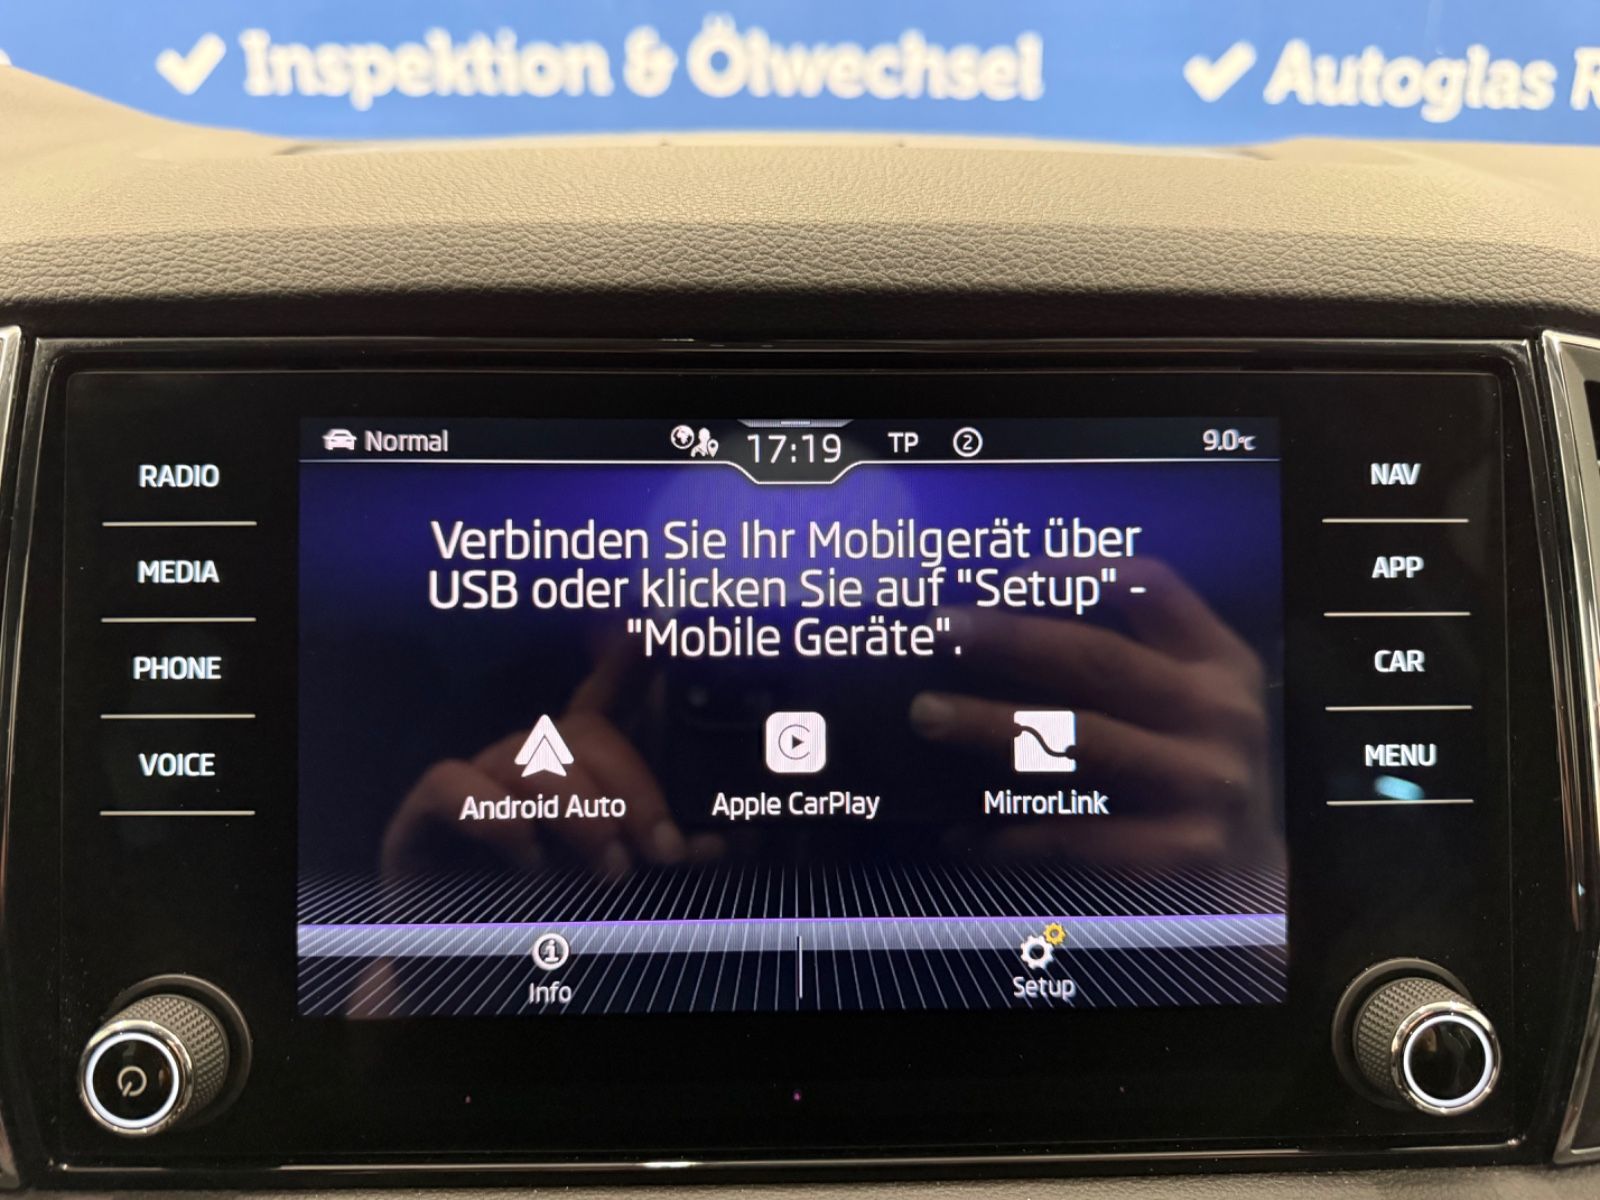 Inspektion & Ölwechsel
Autoglas
Normal
17:19
TP
2
9.0°C
RADIO
MEDIA
PHONE
VOICE
Verbinden Sie Ihr Mobilgerät über
USB oder klicken Sie auf "Setup" -
"Mobile Geräte".
Android Auto
Apple CarPlay
MirrorLink
Info
Setup
NAV
APP
CAR
MENU